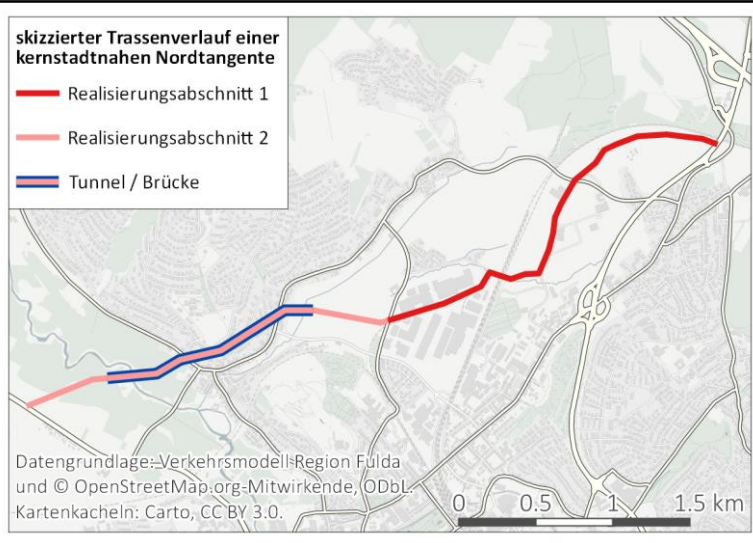 skizzierter Trassenverlauf einer
kernstadtnahen Nordtangente
Realisierungsabschnitt 1
Realisierungsabschnitt 2
Tunnel / Brücke
Datengrundlage: Verkehrsmodell Region Fulda
und © OpenStreetMap.org-Mitwirkende, ODbL.
Kartenkacheln: Carto, CC BY 3.0.
0 0.5 1 1.5 km